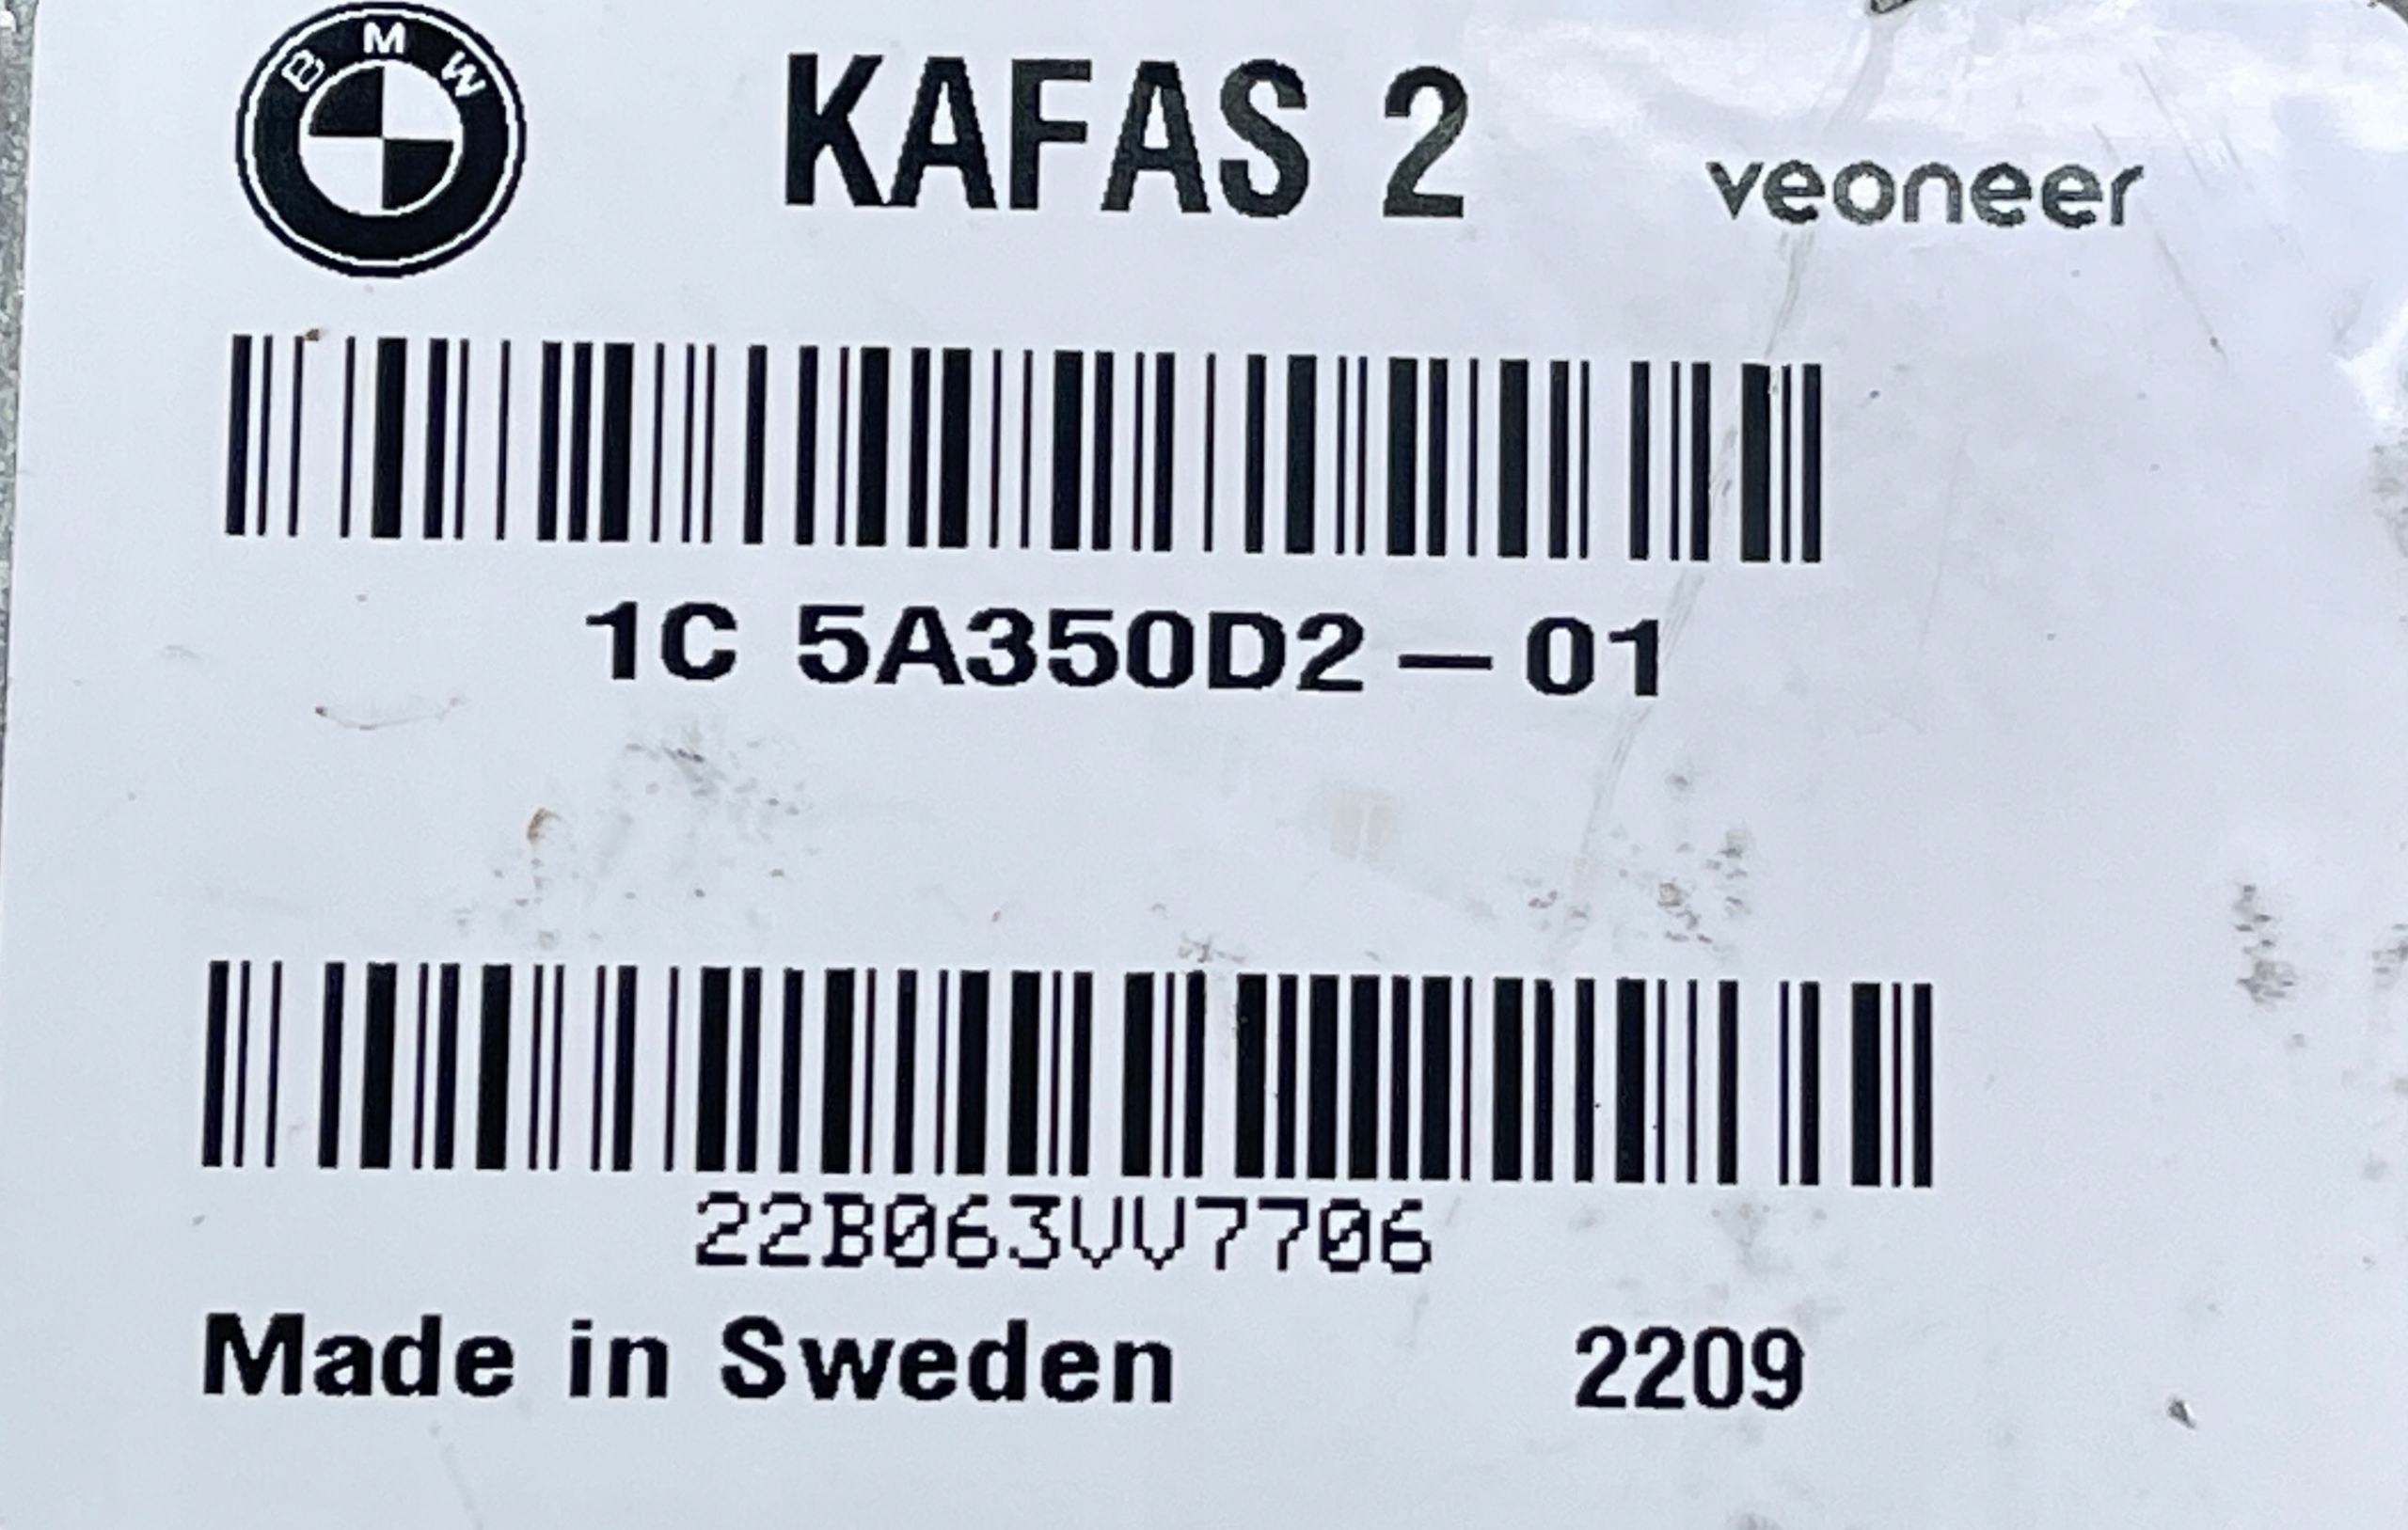 BMW
KAFAS 2 veoneer
1C 5A350D2-01
22B063VV7706
Made in Sweden 2209